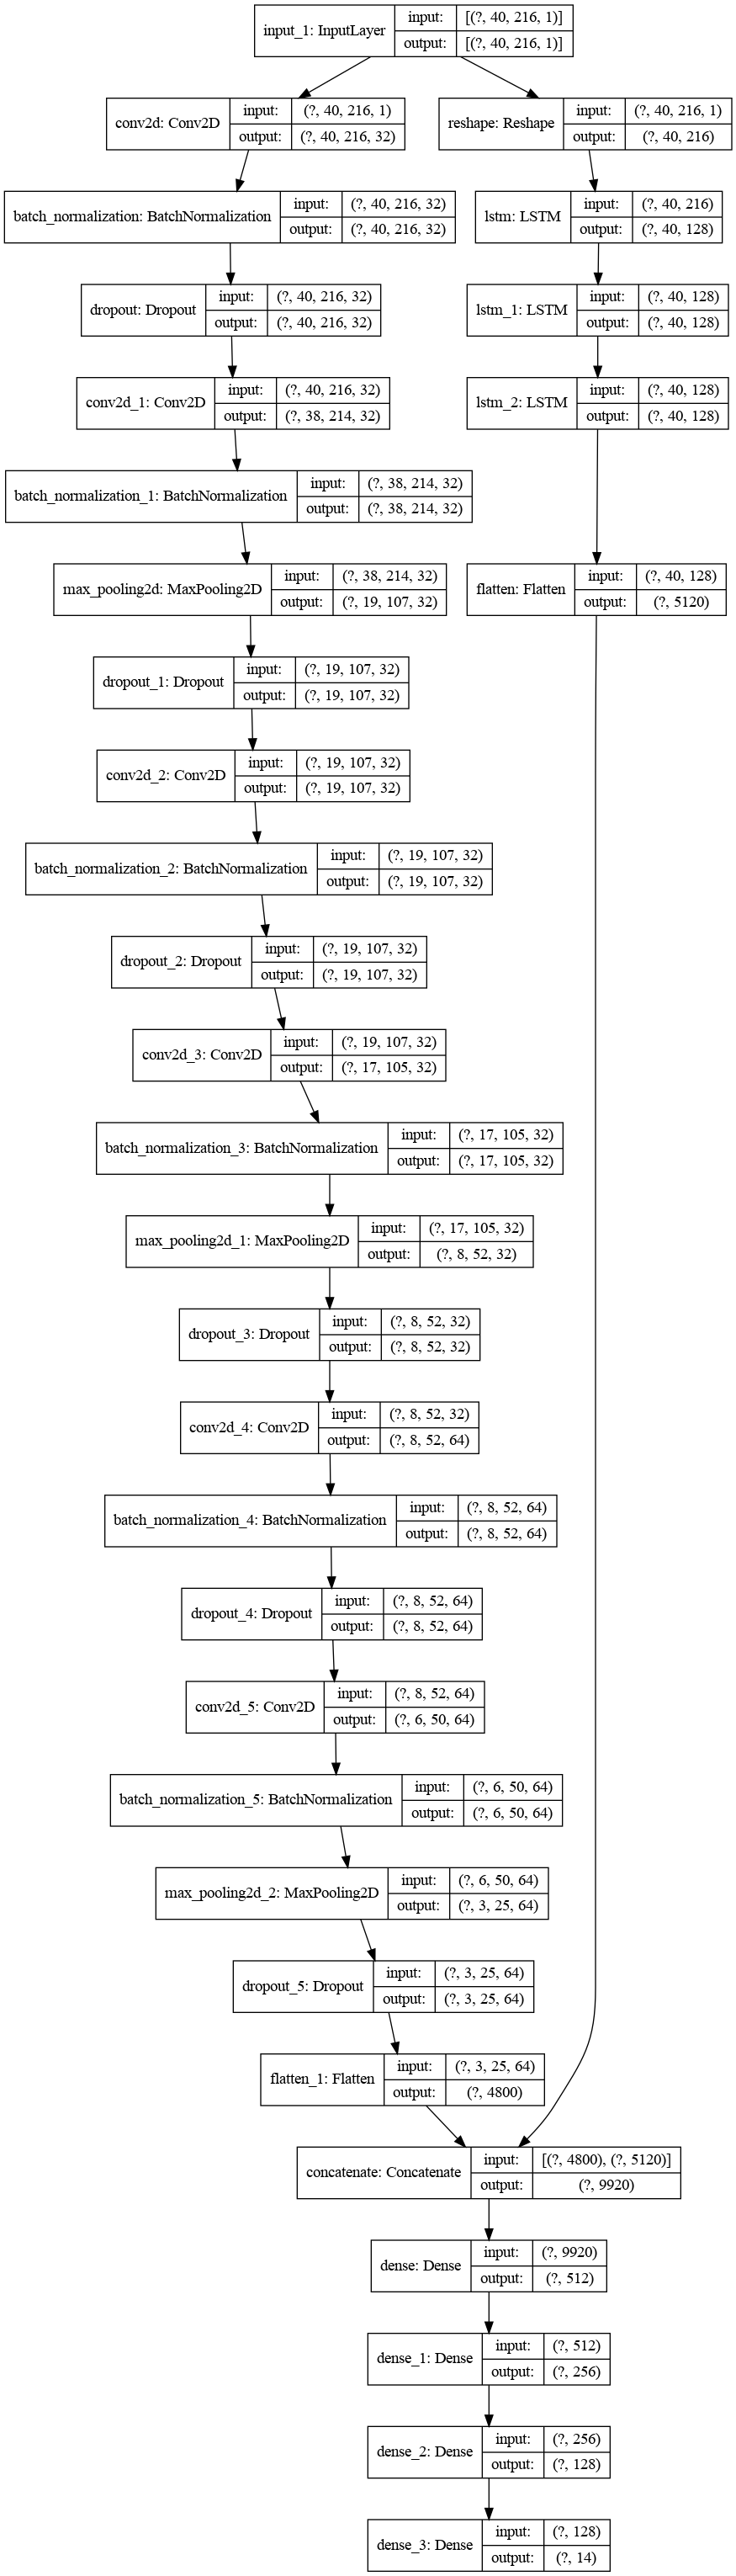 input_1: InputLayer
input:
[(?, 40, 216, 1)]
output:
[(?, 40, 216, 1)]
conv2d: Conv2D
input:
(?, 40, 216, 1)
output:
(?, 40, 216, 32)
reshape: Reshape
input:
(?, 40, 216, 1)
output:
(?, 40, 216)
batch_normalization: BatchNormalization
input:
(?, 40, 216, 32)
output:
(?, 40, 216, 32)
lstm: LSTM
input:
(?, 40, 216)
output:
(?, 40, 128)
dropout: Dropout
input:
(?, 40, 216, 32)
output:
(?, 40, 216, 32)
lstm_1: LSTM
input:
(?, 40, 128)
output:
(?, 40, 128)
conv2d_1: Conv2D
input:
(?, 40, 216, 32)
output:
(?, 38, 214, 32)
lstm_2: LSTM
input:
(?, 40, 128)
output:
(?, 40, 128)
batch_normalization_1: BatchNormalization
input:
(?, 38, 214, 32)
output:
(?, 38, 214, 32)
max_pooling2d: MaxPooling2D
input:
(?, 38, 214, 32)
output:
(?, 19, 107, 32)
flatten: Flatten
input:
(?, 40, 128)
output:
(?, 5120)
dropout_1: Dropout
input:
(?, 19, 107, 32)
output:
(?, 19, 107, 32)
conv2d_2: Conv2D
input:
(?, 19, 107, 32)
output:
(?, 19, 107, 32)
batch_normalization_2: BatchNormalization
input:
(?, 19, 107, 32)
output:
(?, 19, 107, 32)
dropout_2: Dropout
input:
(?, 19, 107, 32)
output:
(?, 19, 107, 32)
conv2d_3: Conv2D
input:
(?, 19, 107, 32)
output:
(?, 17, 105, 32)
batch_normalization_3: BatchNormalization
input:
(?, 17, 105, 32)
output:
(?, 17, 105, 32)
max_pooling2d_1: MaxPooling2D
input:
(?, 17, 105, 32)
output:
(?, 8, 52, 32)
dropout_3: Dropout
input:
(?, 8, 52, 32)
output:
(?, 8, 52, 32)
conv2d_4: Conv2D
input:
(?, 8, 52, 32)
output:
(?, 8, 52, 64)
batch_normalization_4: BatchNormalization
input:
(?, 8, 52, 64)
output:
(?, 8, 52, 64)
dropout_4: Dropout
input:
(?, 8, 52, 64)
output:
(?, 8, 52, 64)
conv2d_5: Conv2D
input:
(?, 8, 52, 64)
output:
(?, 6, 50, 64)
batch_normalization_5: BatchNormalization
input:
(?, 6, 50, 64)
output:
(?, 6, 50, 64)
max_pooling2d_2: MaxPooling2D
input:
(?, 6, 50, 64)
output:
(?, 3, 25, 64)
dropout_5: Dropout
input:
(?, 3, 25, 64)
output:
(?, 3, 25, 64)
flatten_1: Flatten
input:
(?, 3, 25, 64)
output:
(?, 4800)
concatenate: Concatenate
input:
[(?, 4800), (?, 5120)]
output:
(?, 9920)
dense: Dense
input:
(?, 9920)
output:
(?, 512)
dense_1: Dense
input:
(?, 512)
output:
(?, 256)
dense_2: Dense
input:
(?, 256)
output:
(?, 128)
dense_3: Dense
input:
(?, 128)
output:
(?, 14)